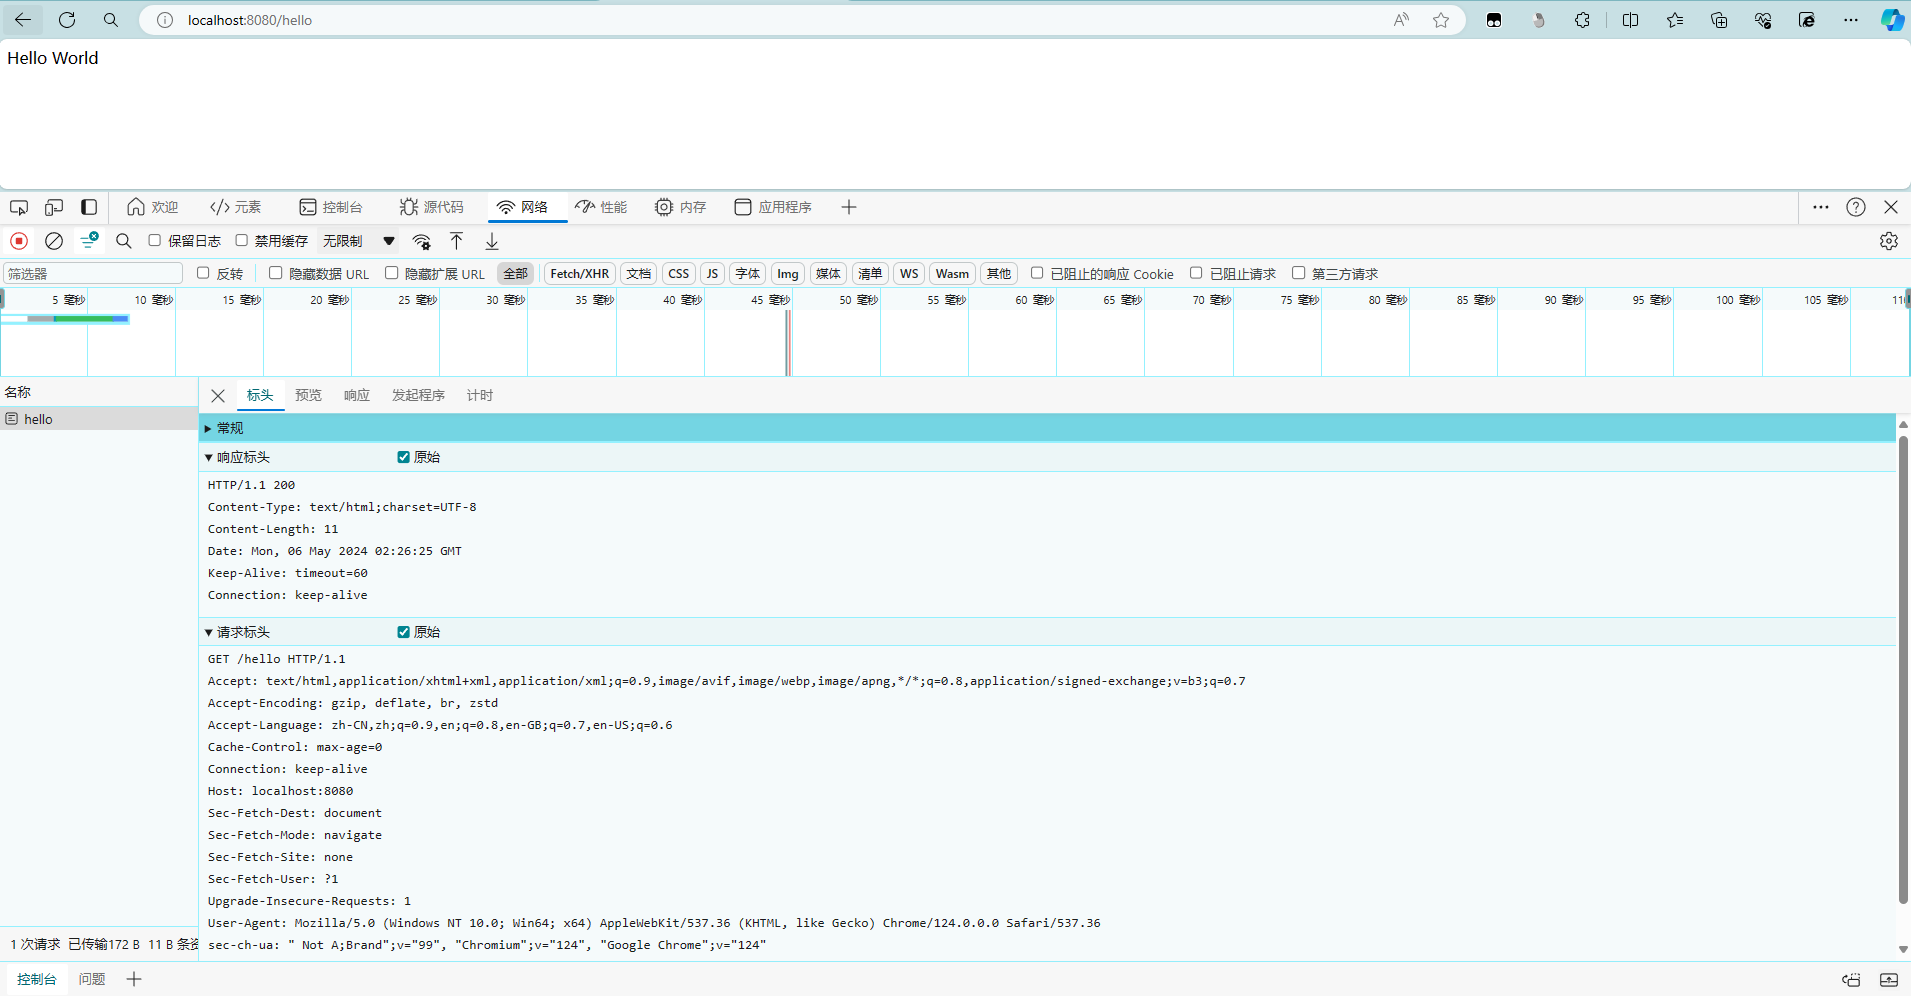 localhost:8080/hello
Hello World
欢迎 元素 控制台 源代码 网络 性能 内存 应用程序
保留日志 禁用缓存 无限制
筛选器 反转 隐藏数据 URL 隐藏扩展 URL 全部 Fetch/XHR 文档 CSS JS 字体 Img 媒体 清单 WS Wasm 其他 已阻止的响应 Cookie 已阻止请求 第三方请求
5 毫秒 10 毫秒 15 毫秒 20 毫秒 25 毫秒 30 毫秒 35 毫秒 40 毫秒 45 毫秒 50 毫秒 55 毫秒 60 毫秒 65 毫秒 70 毫秒 75 毫秒 80 毫秒 85 毫秒 90 毫秒 95 毫秒 100 毫秒 105 毫秒
名称 标头 预览 响应 发起程序 计时
hello
常规
响应标头 原始
HTTP/1.1 200
Content-Type: text/html;charset=UTF-8
Content-Length: 11
Date: Mon, 06 May 2024 02:26:25 GMT
Keep-Alive: timeout=60
Connection: keep-alive
请求标头 原始
GET /hello HTTP/1.1
Accept: text/html,application/xhtml+xml,application/xml;q=0.9,image/avif,image/webp,image/apng,*/*;q=0.8,application/signed-exchange;v=b3;q=0.7
Accept-Encoding: gzip, deflate, br, zstd
Accept-Language: zh-CN,zh;q=0.9,en;q=0.8,en-GB;q=0.7,en-US;q=0.6
Cache-Control: max-age=0
Connection: keep-alive
Host: localhost:8080
Sec-Fetch-Dest: document
Sec-Fetch-Mode: navigate
Sec-Fetch-Site: none
Sec-Fetch-User: ?1
Upgrade-Insecure-Requests: 1
User-Agent: Mozilla/5.0 (Windows NT 10.0; Win64; x64) AppleWebKit/537.36 (KHTML, like Gecko) Chrome/124.0.0.0 Safari/537.36
sec-ch-ua: " Not A;Brand";v="99", "Chromium";v="124", "Google Chrome";v="124"
1 次请求 已传输172 B 11 B 条
控制台 问题